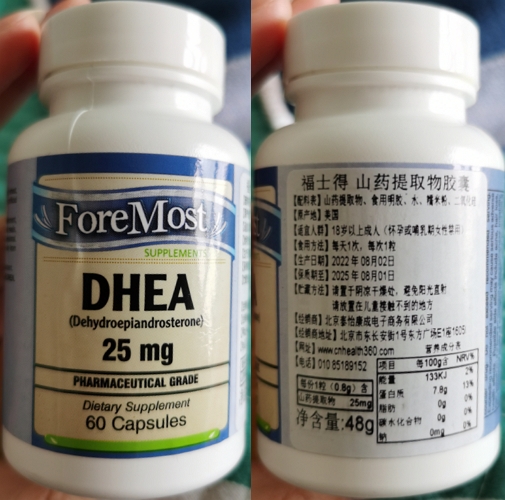 ForeMost
SUPPLEMENTS
DHEA
(Dehydroepiandrosterone)
25 mg
PHARMACEUTICAL GRADE
Dietary Supplement
60 Capsules
福士得 山药提取物胶囊
【配料表】山药提取物、食用明胶、水、糯米粉、二氧化硅
【原产地】美国
【适宜人群】18岁以上成人（怀孕或哺乳期女性禁用）
【食用方法】每天1次，每次1粒
【生产日期】2022年08月02日
【保质期至】2025年08月01日
【贮藏方法】请置于阴凉干燥处，避免阳光直射
请放置在儿童接触不到的地方
【经销商】北京泰怡康成电子商务有限公司
【经销商地址】北京市东长安街1号东方广场E1座1605
【网址】www.cnhealth360.com
【电话】010 85189152
每份1粒（0.8g）含
山药提取物 25mg
净含量:48g
营养成分表
项目 每100g含 NRV%
能量 133KJ 2%
蛋白质 7.8g 13%
脂肪 0g 0%
碳水化合物 0g 0%
钠 0mg 0%